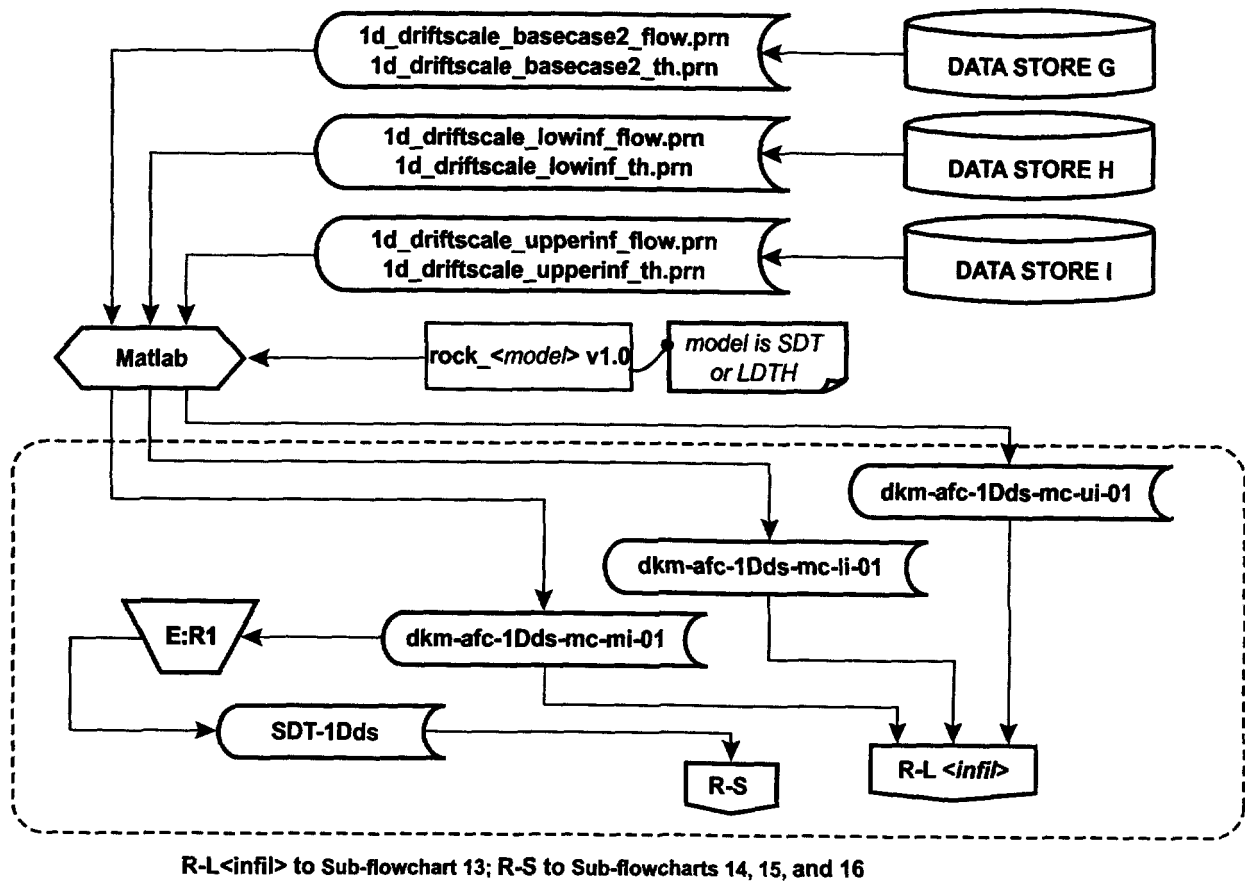 1d_driftscale_basecase2_flow.prn
1d_driftscale_basecase2_th.prn
DATA STORE G
1d_driftscale_lowinf_flow.prn
1d_driftscale_lowinf_th.prn
DATA STORE H
1d_driftscale_upperinf_flow.prn
1d_driftscale_upperinf_th.prn
DATA STORE I
Matlab
rock_<model> v1.0
model is SDT
or LDTH
dkm-afc-1Dds-mc-ui-01
dkm-afc-1Dds-mc-li-01
dkm-afc-1Dds-mc-mi-01
E:R1
SDT-1Dds
R-S
R-L <infil>
R-L<infil> to Sub-flowchart 13; R-S to Sub-flowcharts 14, 15, and 16